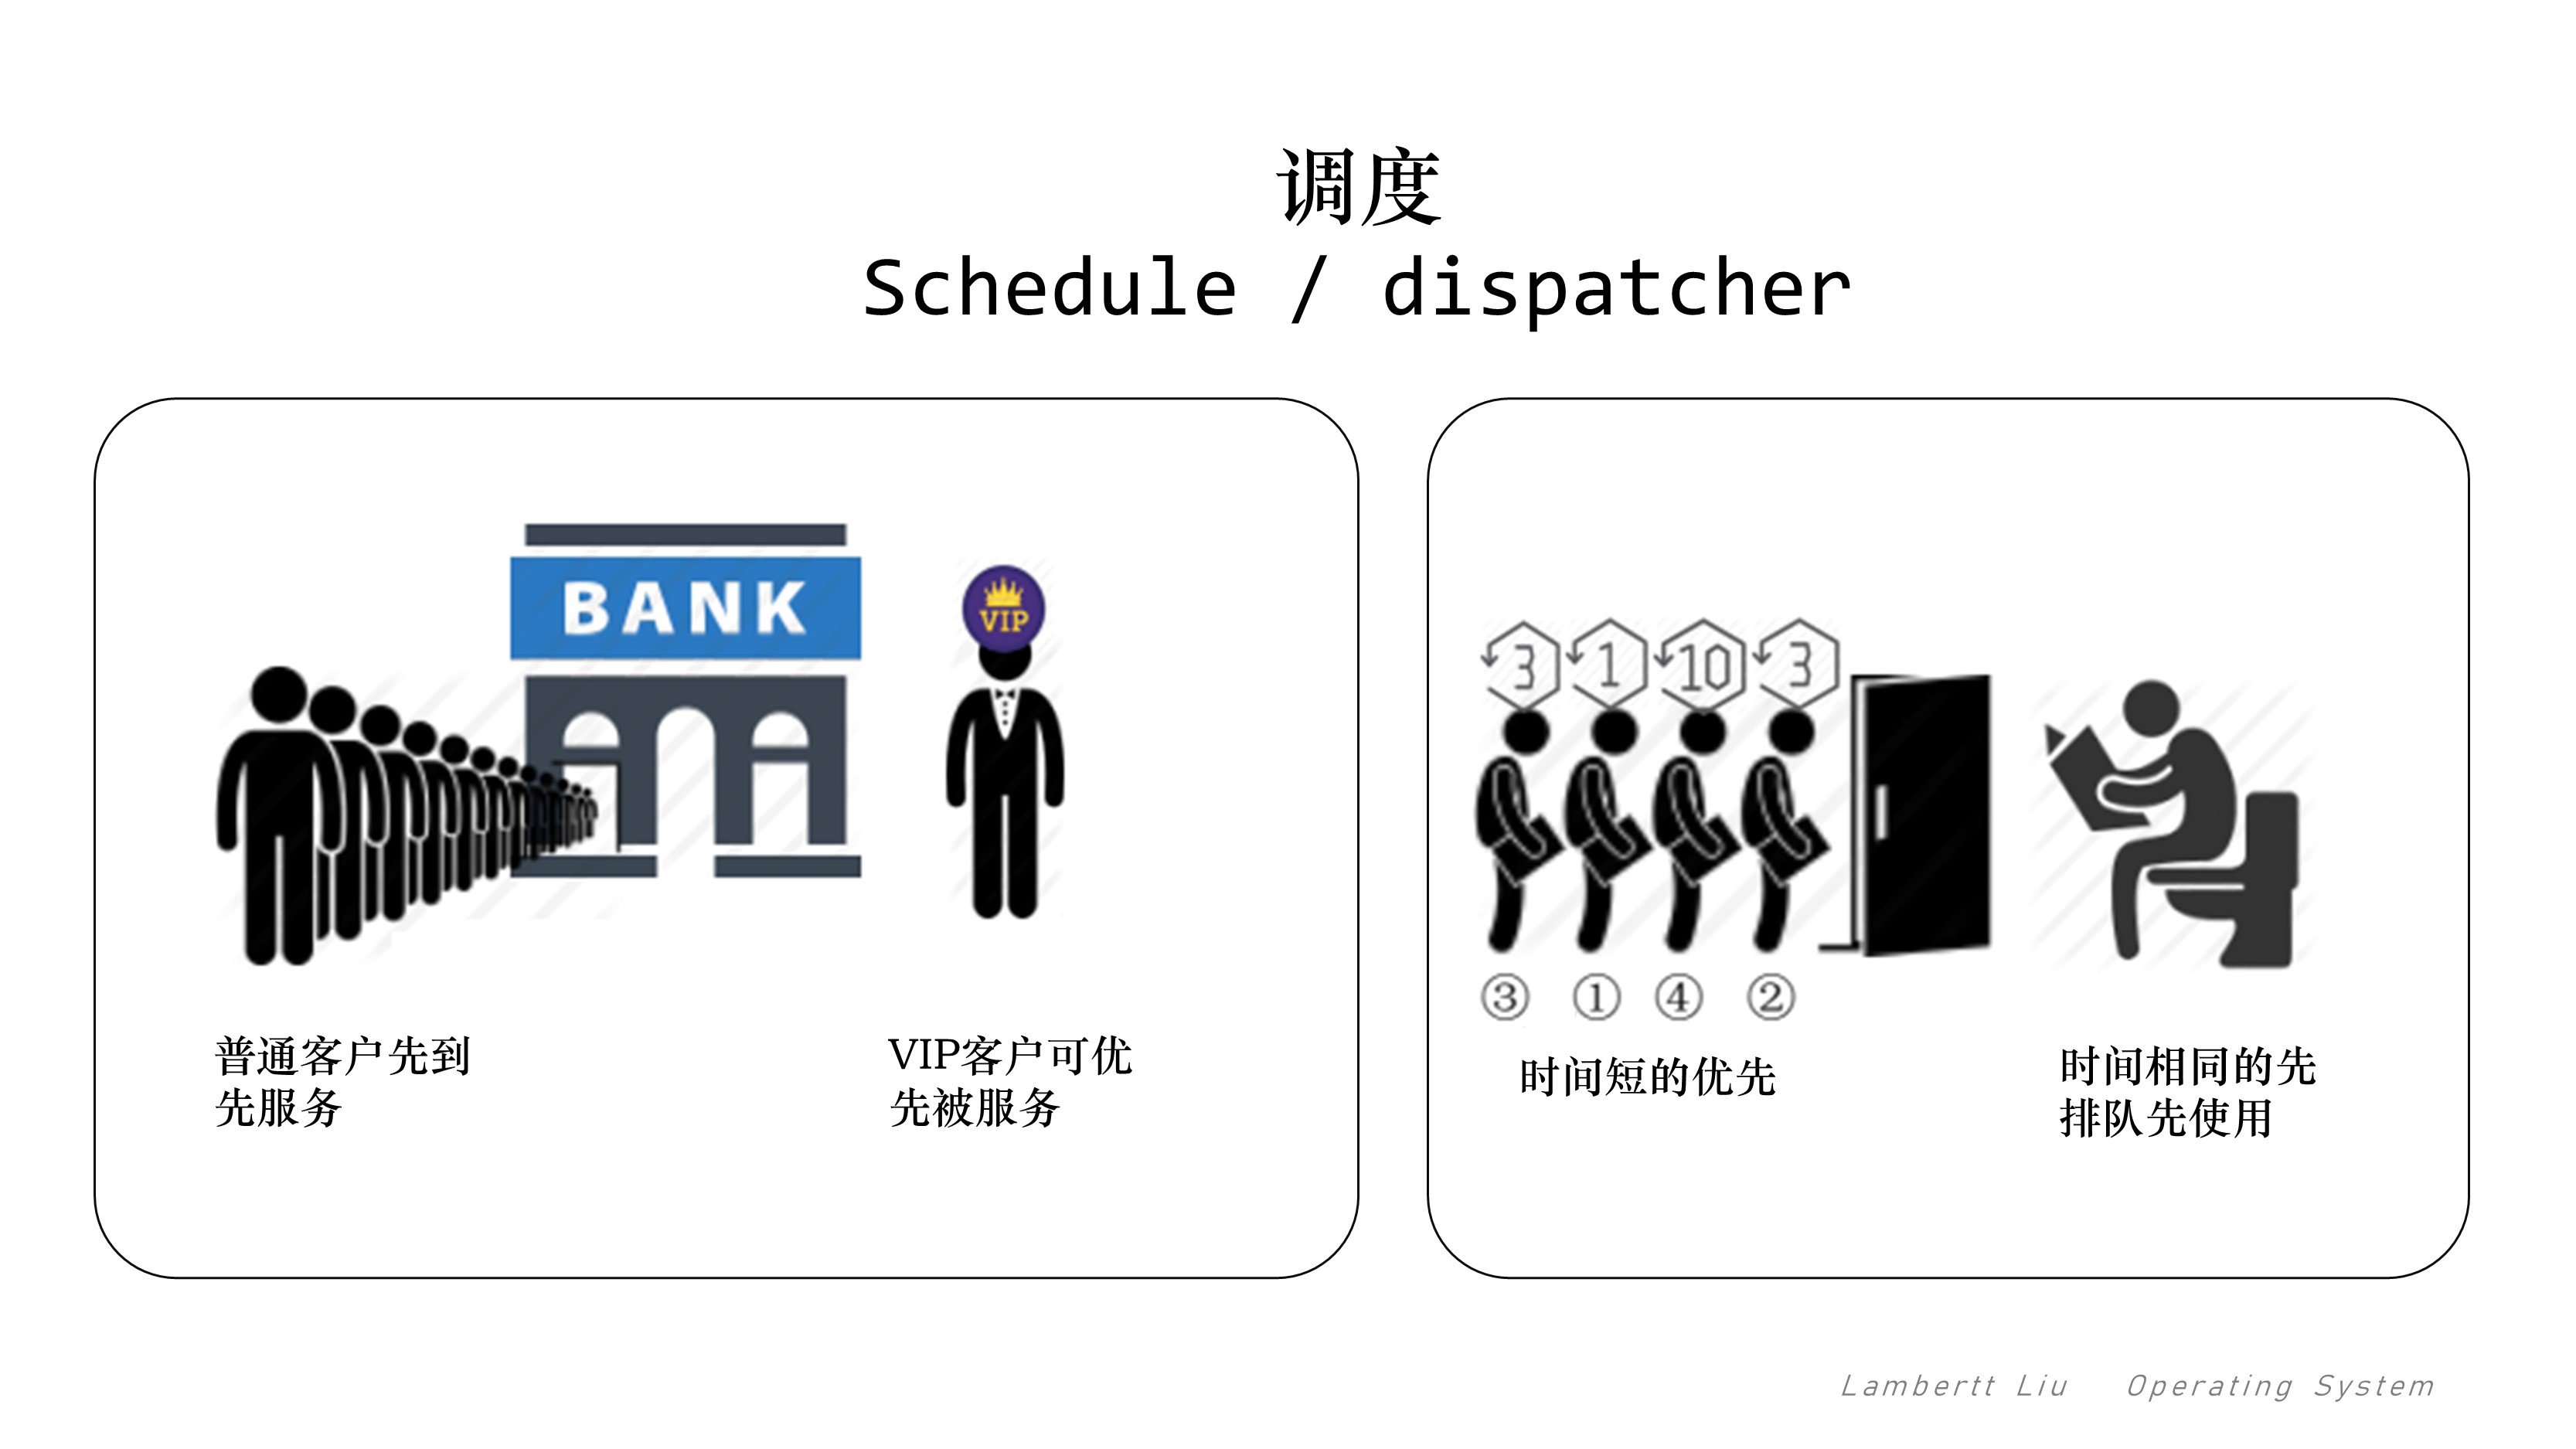 调度
Schedule / dispatcher
BANK
VIP
普通客户先到
先服务
VIP客户可优
先被服务
3 1 10 3
③ ① ④ ②
时间短的优先
时间相同的先
排队先使用
Lambertt Liu Operating System